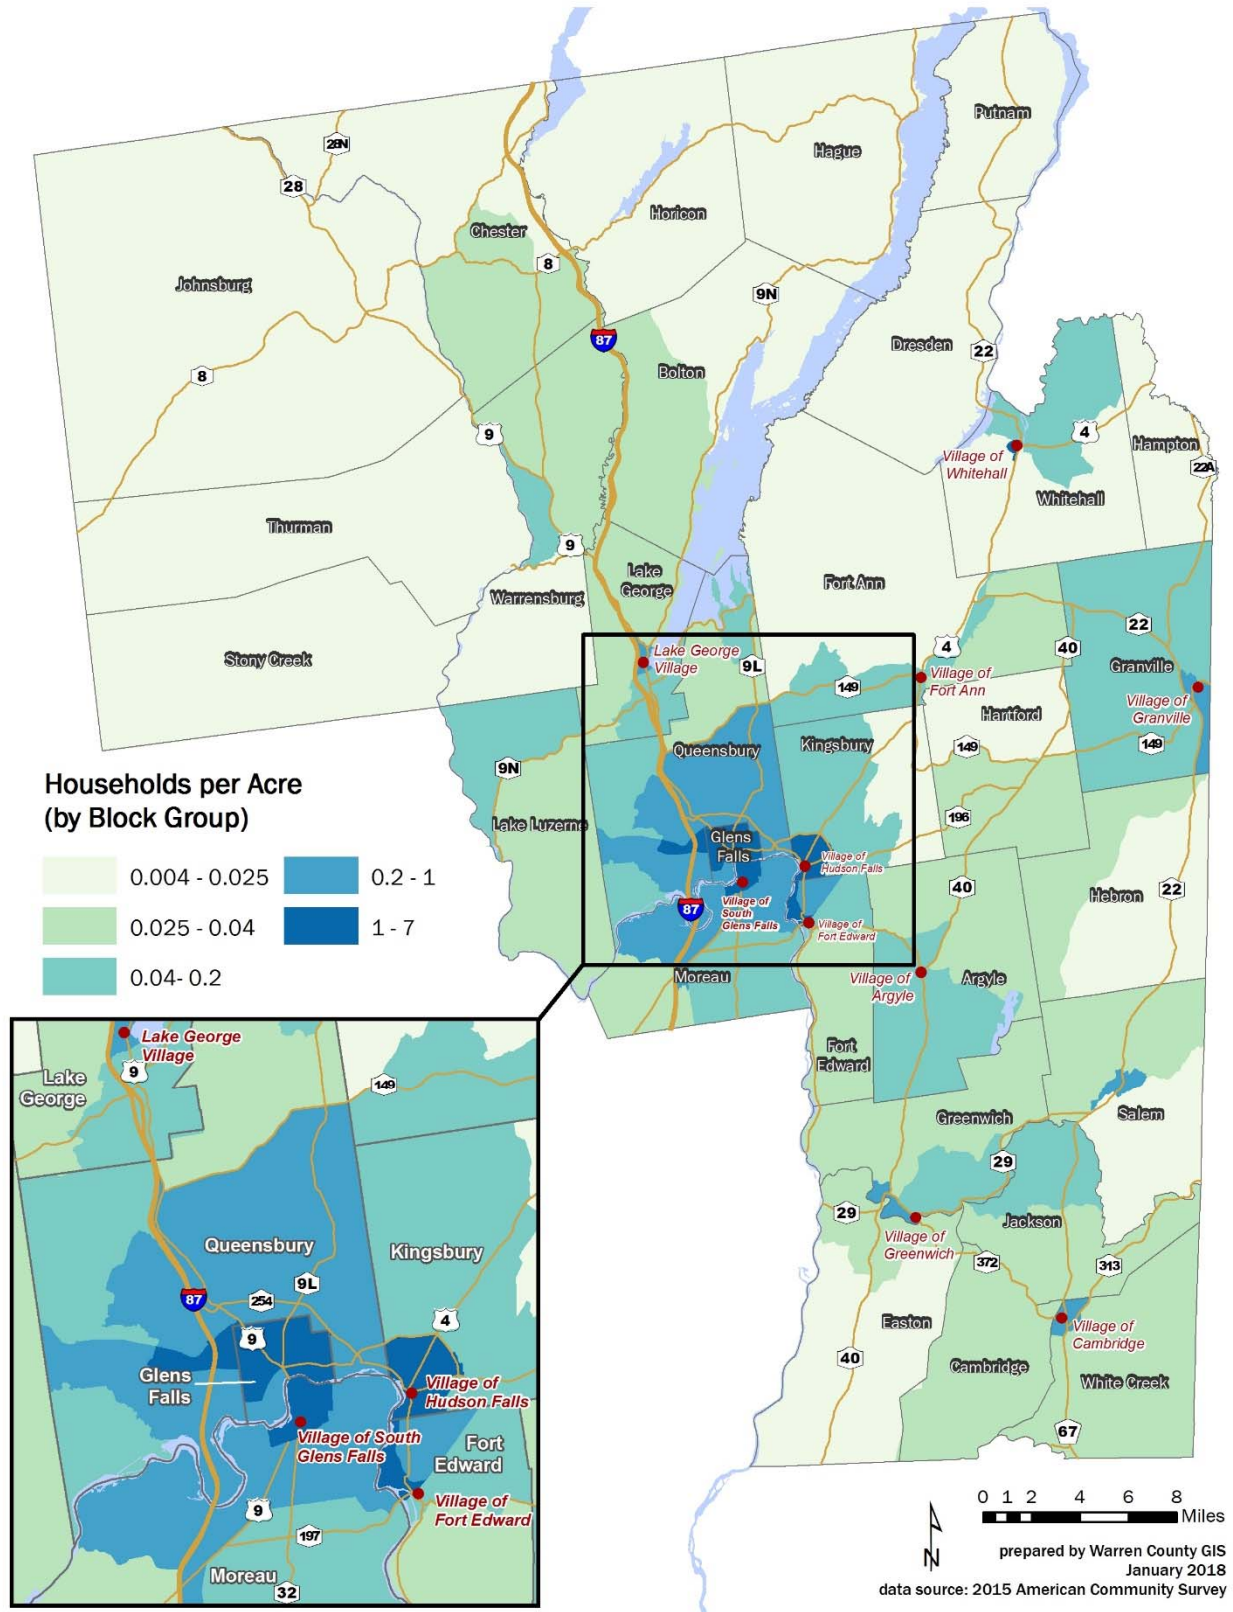 Putnam
Hague
28N
28
Horicon
Chester
8
Johnsburg
9N
87
Dresden
22
Bolton
8
9
4
Hampton
Village of
Whitehall
22A
Whitehall
Thurman
9
Lake
George
Fort Ann
Warrensburg
22
Stony Creek
Lake George
Village
9L
4
40
Granville
149
Village of
Fort Ann
Village of
Granville
Hartford
Queensbury
Kingsbury
149
149
9N
Households per Acre
(by Block Group)
0.004 - 0.025
0.2 - 1
0.025 - 0.04
1 - 7
0.04- 0.2
Lake Luzerne
196
Glens
Falls
Village of
Hudson Falls
40
22
Hebron
87
Village of
South
Glens Falls
Village of
Fort Edward
Moreau
Village of
Argyle
Argyle
Fort
Edward
Greenwich
Salem
29
29
Jackson
Village of
Greenwich
372
313
Easton
Village of
Cambridge
40
Cambridge
White Creek
67
Lake George
Village
9
Lake
George
149
Queensbury
Kingsbury
9L
87
254
9
4
Glens
Falls
Village of
Hudson Falls
Village of South
Glens Falls
Fort
Edward
Village of
Fort Edward
9
197
Moreau
32
N
0 1 2 4 6 8
Miles
prepared by Warren County GIS
January 2018
data source: 2015 American Community Survey